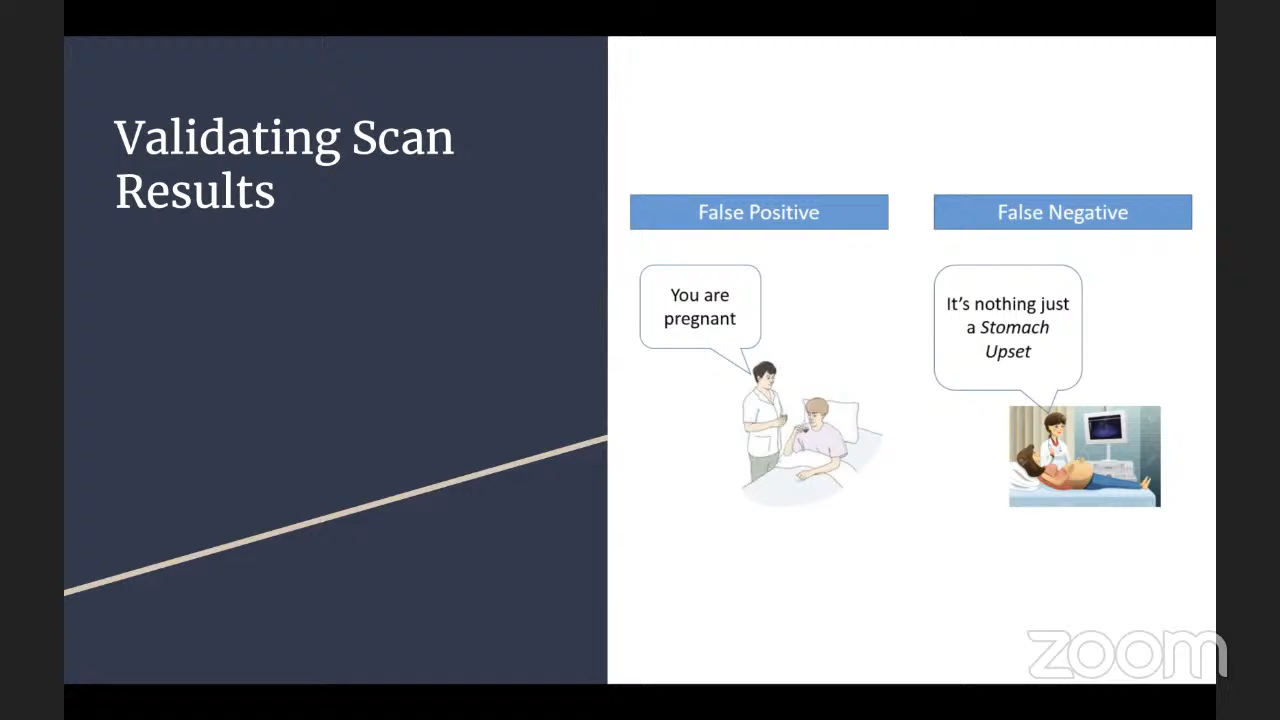 Validating Scan
Results
False Positive
False Negative
You are
pregnant
It's nothing just
a Stomach
Upset
zoom